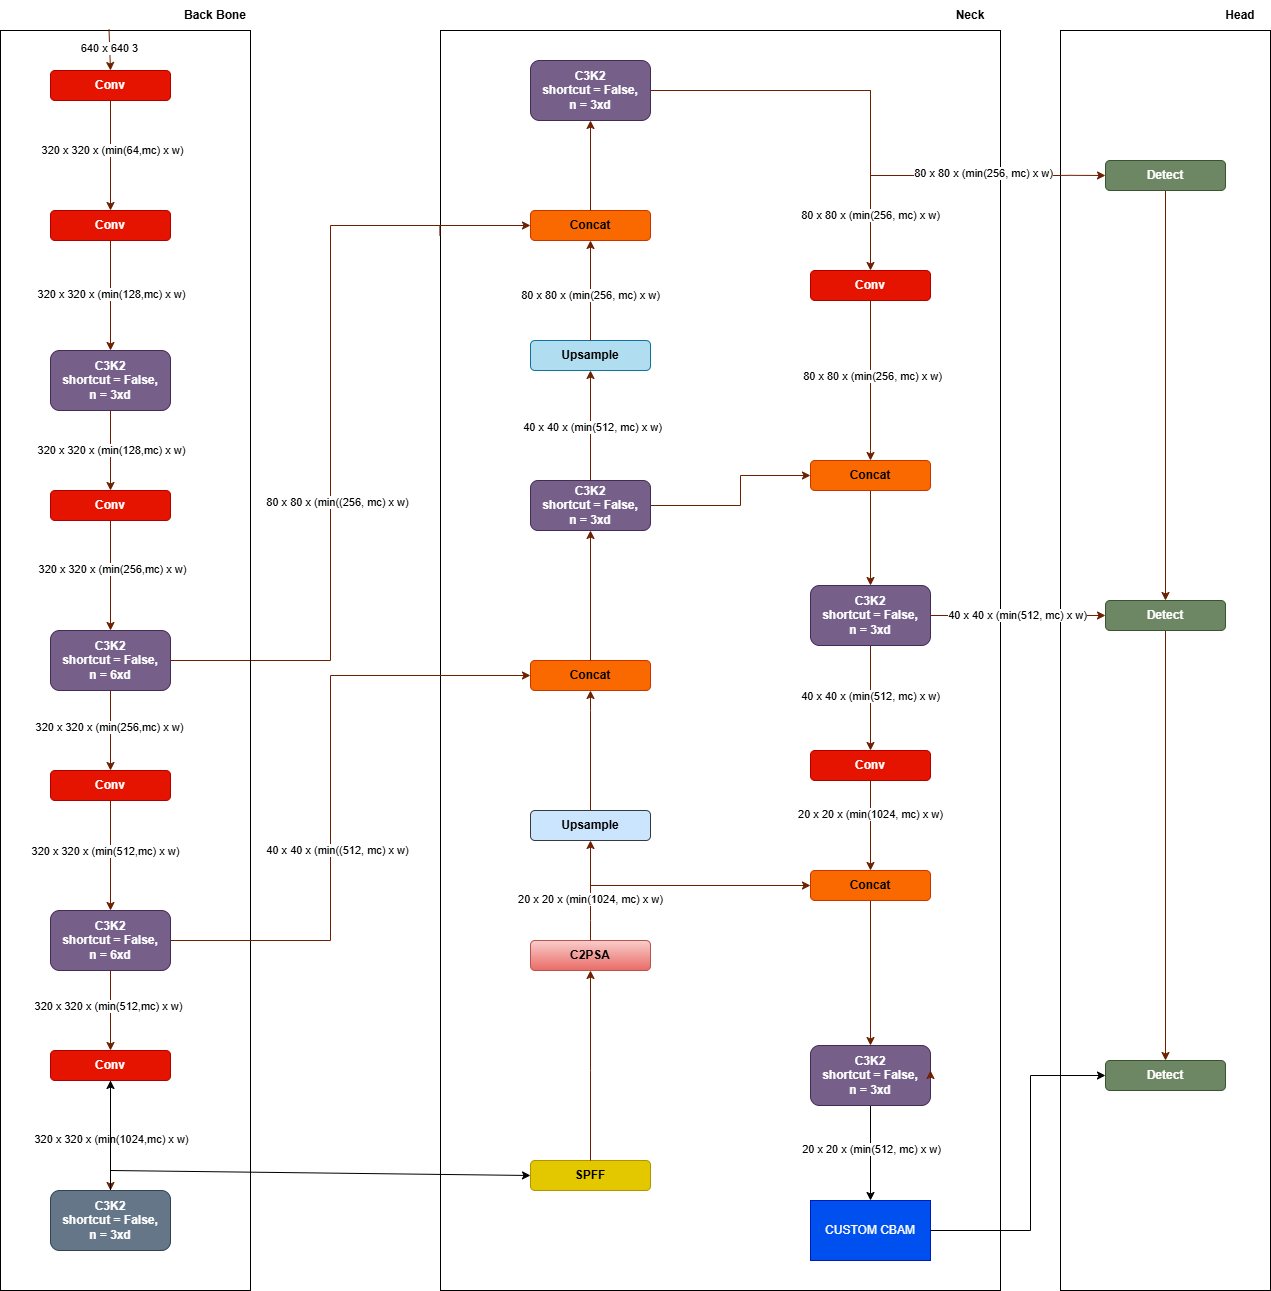 Back Bone
640 x 640 3
Conv
320 x 320 x (min(64,mc) x w)
Conv
320 x 320 x (min(128,mc) x w)
C3K2
shortcut = False,
n = 3xd
320 x 320 x (min(128,mc) x w)
Conv
320 x 320 x (min(256,mc) x w)
C3K2
shortcut = False,
n = 6xd
320 x 320 x (min(256,mc) x w)
Conv
320 x 320 x (min(512,mc) x w)
C3K2
shortcut = False,
n = 6xd
320 x 320 x (min(512,mc) x w)
Conv
320 x 320 x (min(1024,mc) x w)
C3K2
shortcut = False,
n = 3xd
80 x 80 x (min((256, mc) x w)
40 x 40 x (min((512, mc) x w)
Neck
C3K2
shortcut = False,
n = 3xd
Concat
80 x 80 x (min(256, mc) x w)
Upsample
40 x 40 x (min(512, mc) x w)
C3K2
shortcut = False,
n = 3xd
Concat
Upsample
20 x 20 x (min(1024, mc) x w)
C2PSA
SPFF
80 x 80 x (min(256, mc) x w)
80 x 80 x (min(256, mc) x w)
Conv
80 x 80 x (min(256, mc) x w)
Concat
C3K2
shortcut = False,
n = 3xd
40 x 40 x (min(512, mc) x w)
40 x 40 x (min(512, mc) x w)
Conv
20 x 20 x (min(1024, mc) x w)
Concat
C3K2
shortcut = False,
n = 3xd
20 x 20 x (min(512, mc) x w)
CUSTOM CBAM
Head
Detect
Detect
Detect